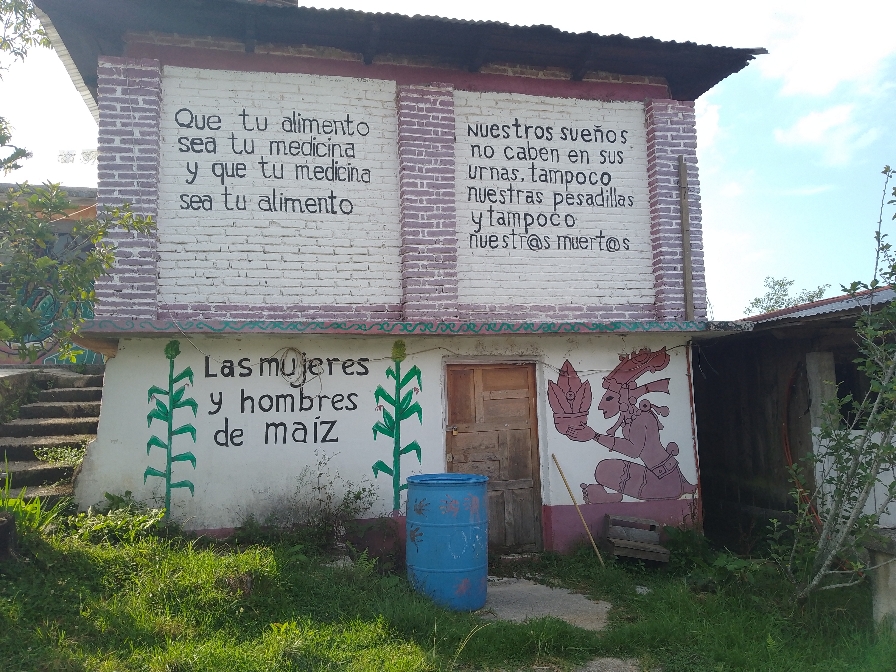 Que tu alimento
sea tu medicina
y que tu medicina
sea tu alimento
Nuestros sueños
no caben en sus
urnas. tampoco
nuestras pesadillas
y tampoco
nuestr@s muert@s
Las mujeres
y hombres
de maíz